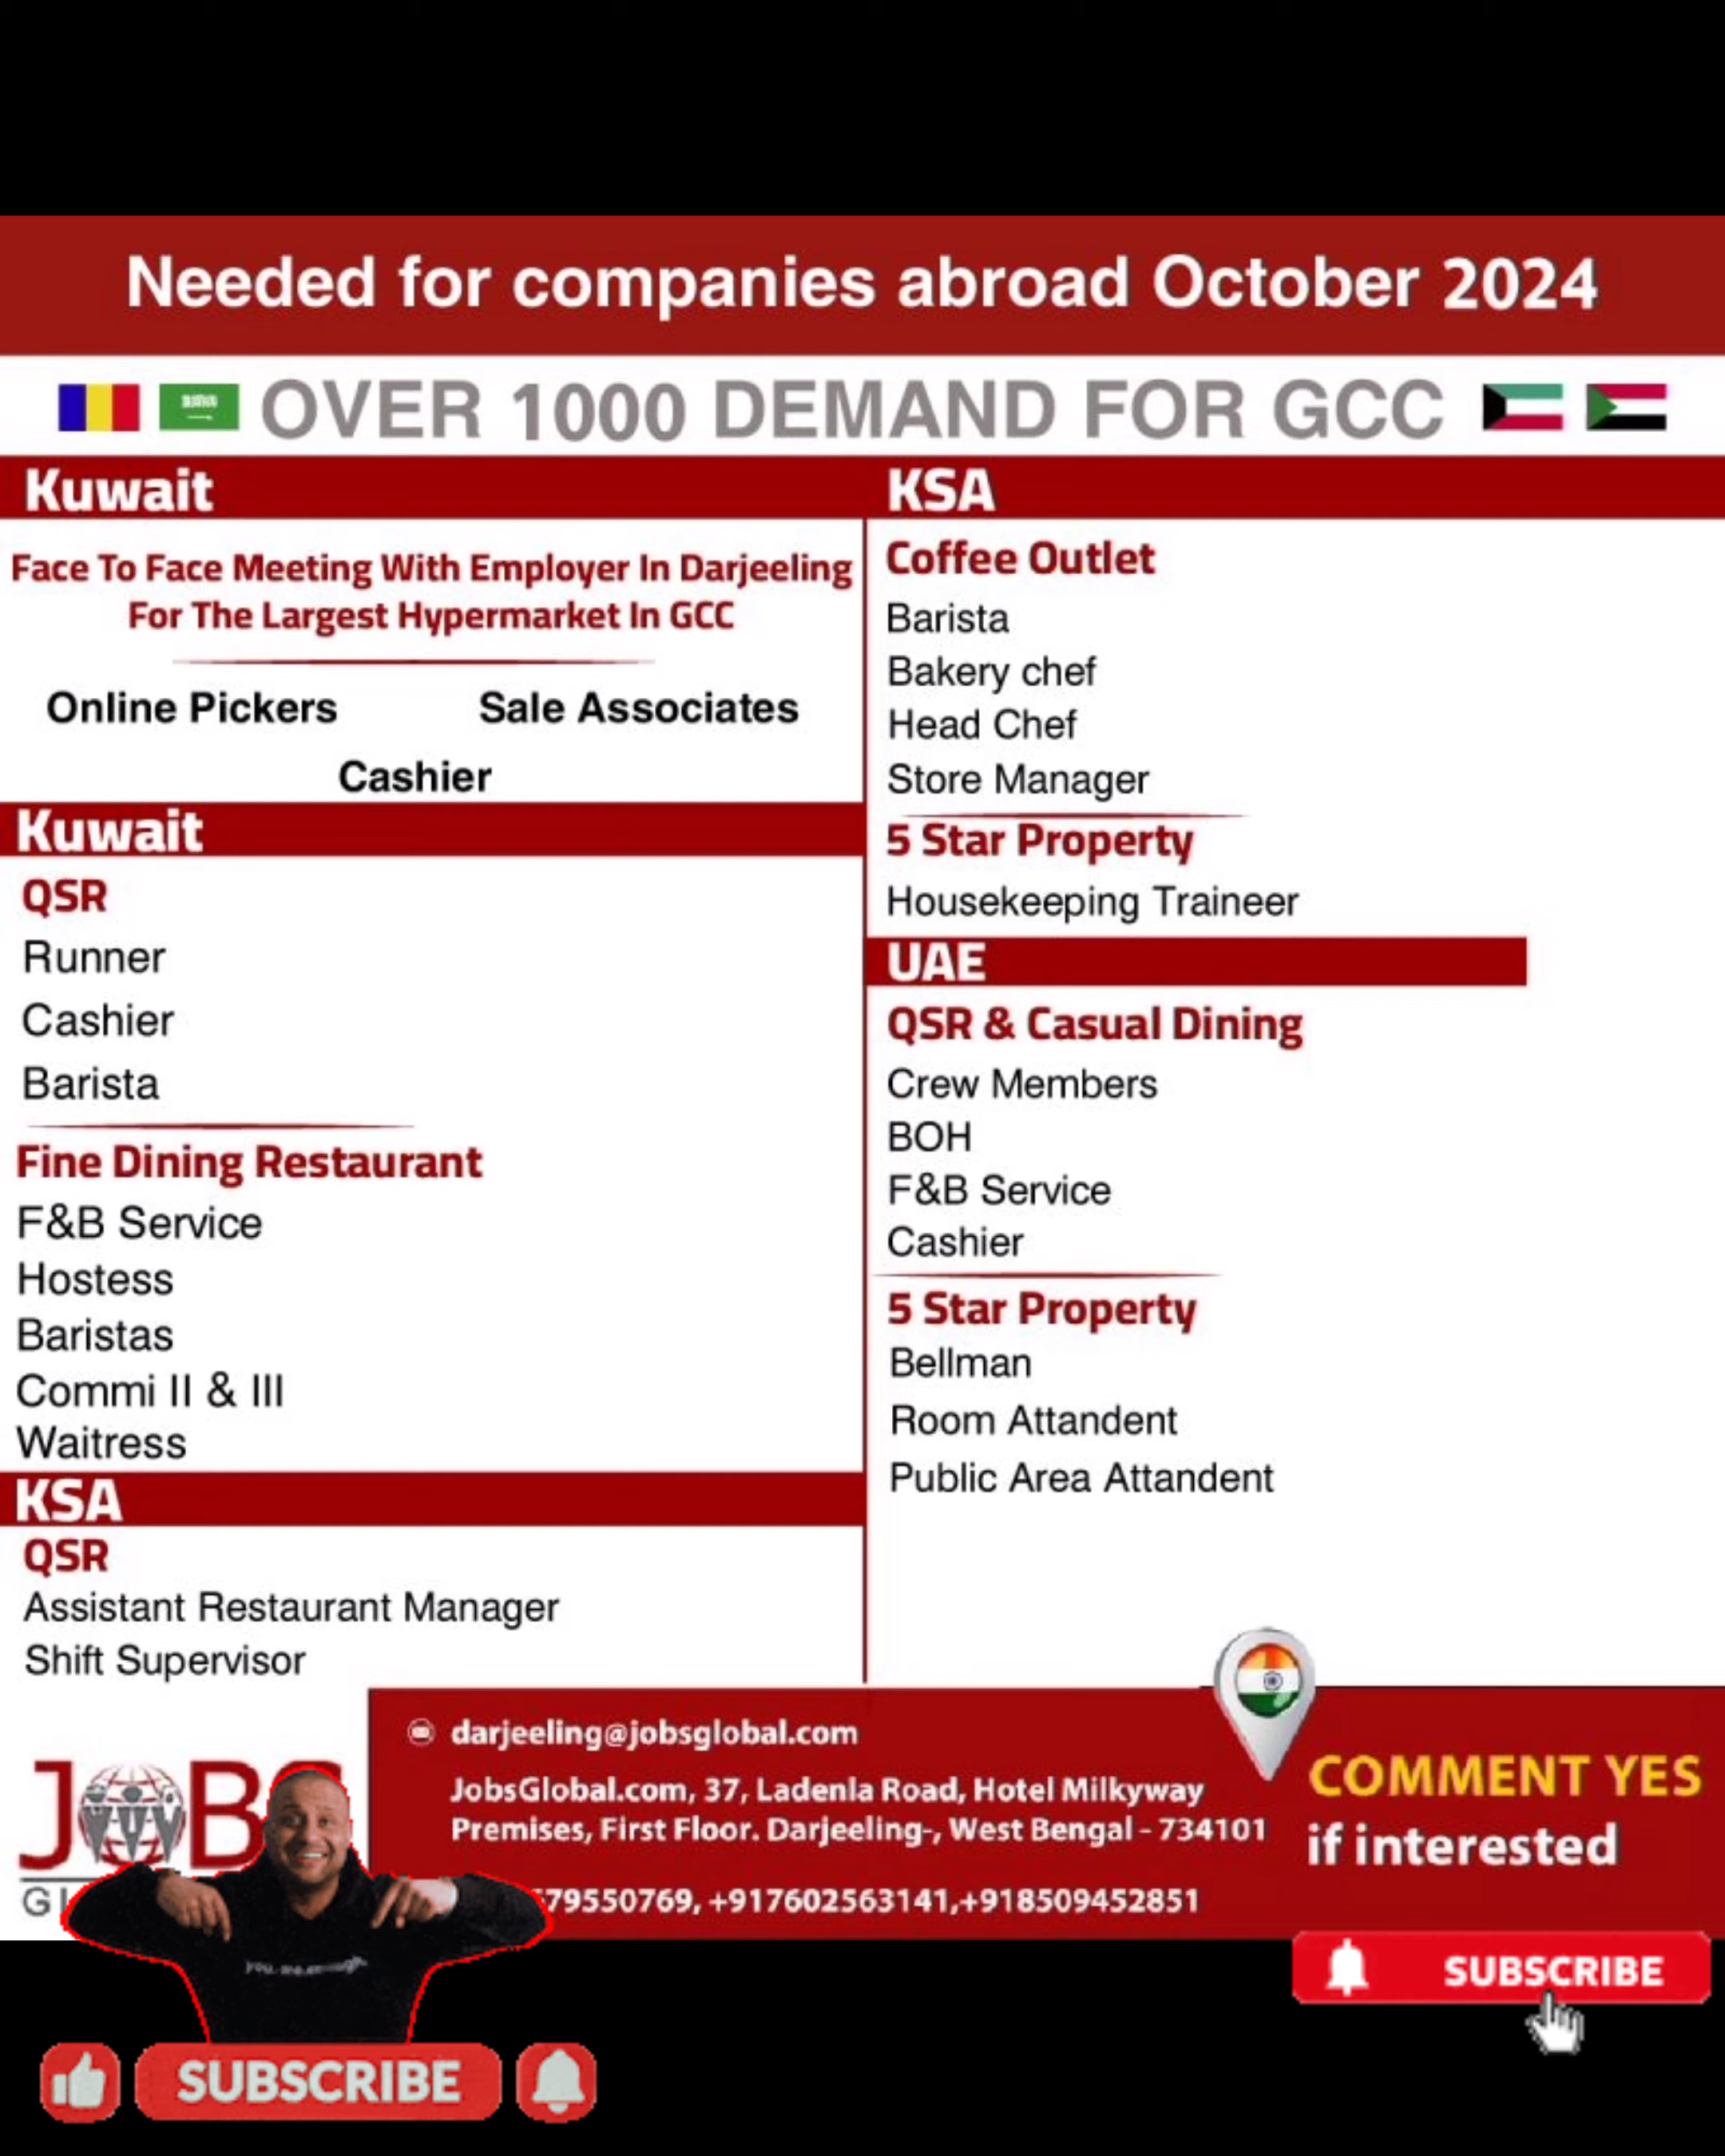 Needed for companies abroad October 2024
OVER 1000 DEMAND FOR GCC
Kuwait
Face To Face Meeting With Employer In Darjeeling
For The Largest Hypermarket In GCC
Online Pickers
Sale Associates
Cashier
Kuwait
QSR
Runner
Cashier
Barista
Fine Dining Restaurant
F&B Service
Hostess
Baristas
Commi II & III
Waitress
KSA
QSR
Assistant Restaurant Manager
Shift Supervisor
KSA
Coffee Outlet
Barista
Bakery chef
Head Chef
Store Manager
5 Star Property
Housekeeping Traineer
UAE
QSR & Casual Dining
Crew Members
BOH
F&B Service
Cashier
5 Star Property
Bellman
Room Attandent
Public Area Attandent
JOBS
darjeeling@jobsglobal.com
JobsGlobal.com, 37, Ladenla Road, Hotel Milkyway
Premises, First Floor. Darjeeling-, West Bengal - 734101
79550769, +917602563141,+918509452851
COMMENT YES
if interested
SUBSCRIBE
SUBSCRIBE